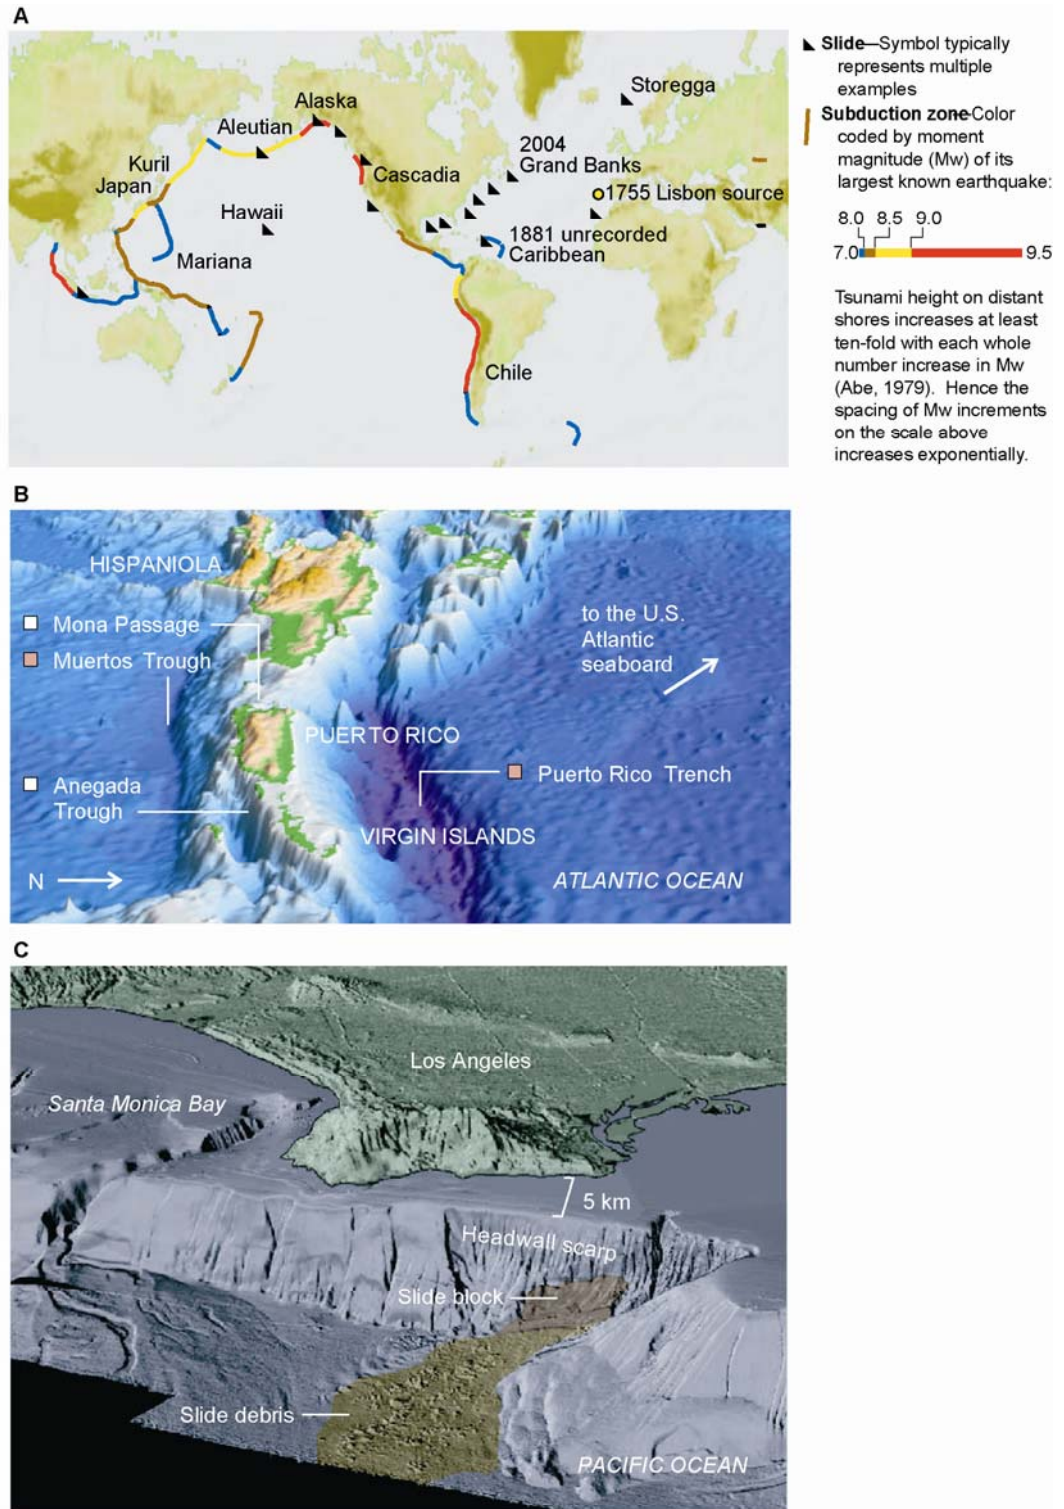 A
Alaska
Aleutian
Kuril
Japan
Hawaii
Mariana
Cascadia
Storegga
2004
Grand Banks
1755 Lisbon source
1881 unrecorded
Caribbean
Chile
Slide—Symbol typically
represents multiple
examples
Subduction zone—Color
coded by moment
magnitude (Mw) of its
largest known earthquake:
8.0 8.5 9.0
7.0 9.5
Tsunami height on distant
shores increases at least
ten-fold with each whole
number increase in Mw
(Abe, 1979). Hence the
spacing of Mw increments
on the scale above
increases exponentially.
B
HISPANIOLA
Mona Passage
Muertos Trough
to the U.S.
Atlantic
seaboard
PUERTO RICO
Puerto Rico Trench
Anegada
Trough
VIRGIN ISLANDS
N
ATLANTIC OCEAN
C
Los Angeles
Santa Monica Bay
5 km
Headwall scarp
Slide block
Slide debris
PACIFIC OCEAN